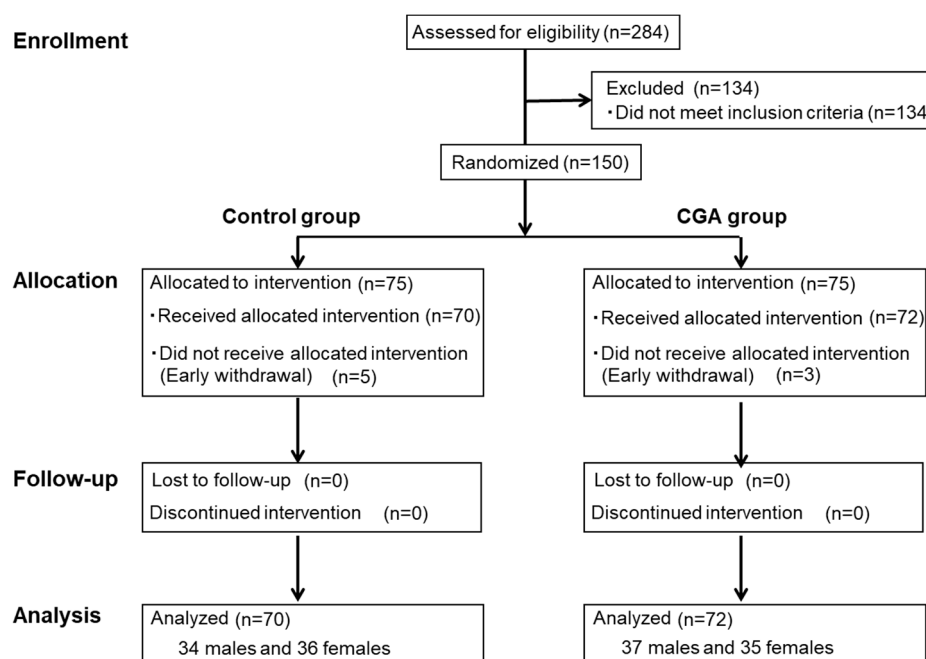 Enrollment
Assessed for eligibility (n=284)
Excluded (n=134)
・Did not meet inclusion criteria (n=134
Randomized (n=150)
Control group
CGA group
Allocation
Allocated to intervention (n=75)
・Received allocated intervention (n=70)
・Did not receive allocated intervention
(Early withdrawal) (n=5)
Allocated to intervention (n=75)
・Received allocated intervention (n=72)
・Did not receive allocated intervention
(Early withdrawal) (n=3)
Follow-up
Lost to follow-up (n=0)
Discontinued intervention (n=0)
Lost to follow-up (n=0)
Discontinued intervention (n=0)
Analysis
Analyzed (n=70)
34 males and 36 females
Analyzed (n=72)
37 males and 35 females